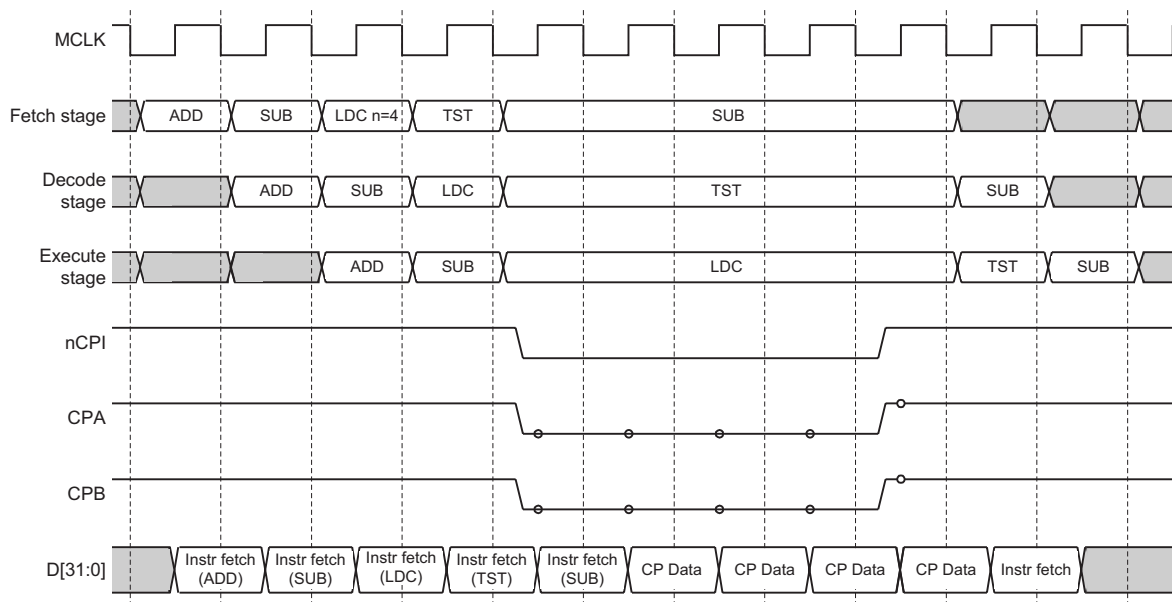 MCLK
Fetch stage ADD SUB LDC n=4 TST SUB
Decode
stage ADD SUB LDC TST SUB
Execute
stage ADD SUB LDC TST SUB
nCPI
CPA
CPB
D[31:0] Instr fetch Instr fetch Instr fetch Instr fetch Instr fetch CP Data CP Data CP Data CP Data Instr fetch
(ADD) (SUB) (LDC) (TST) (SUB)